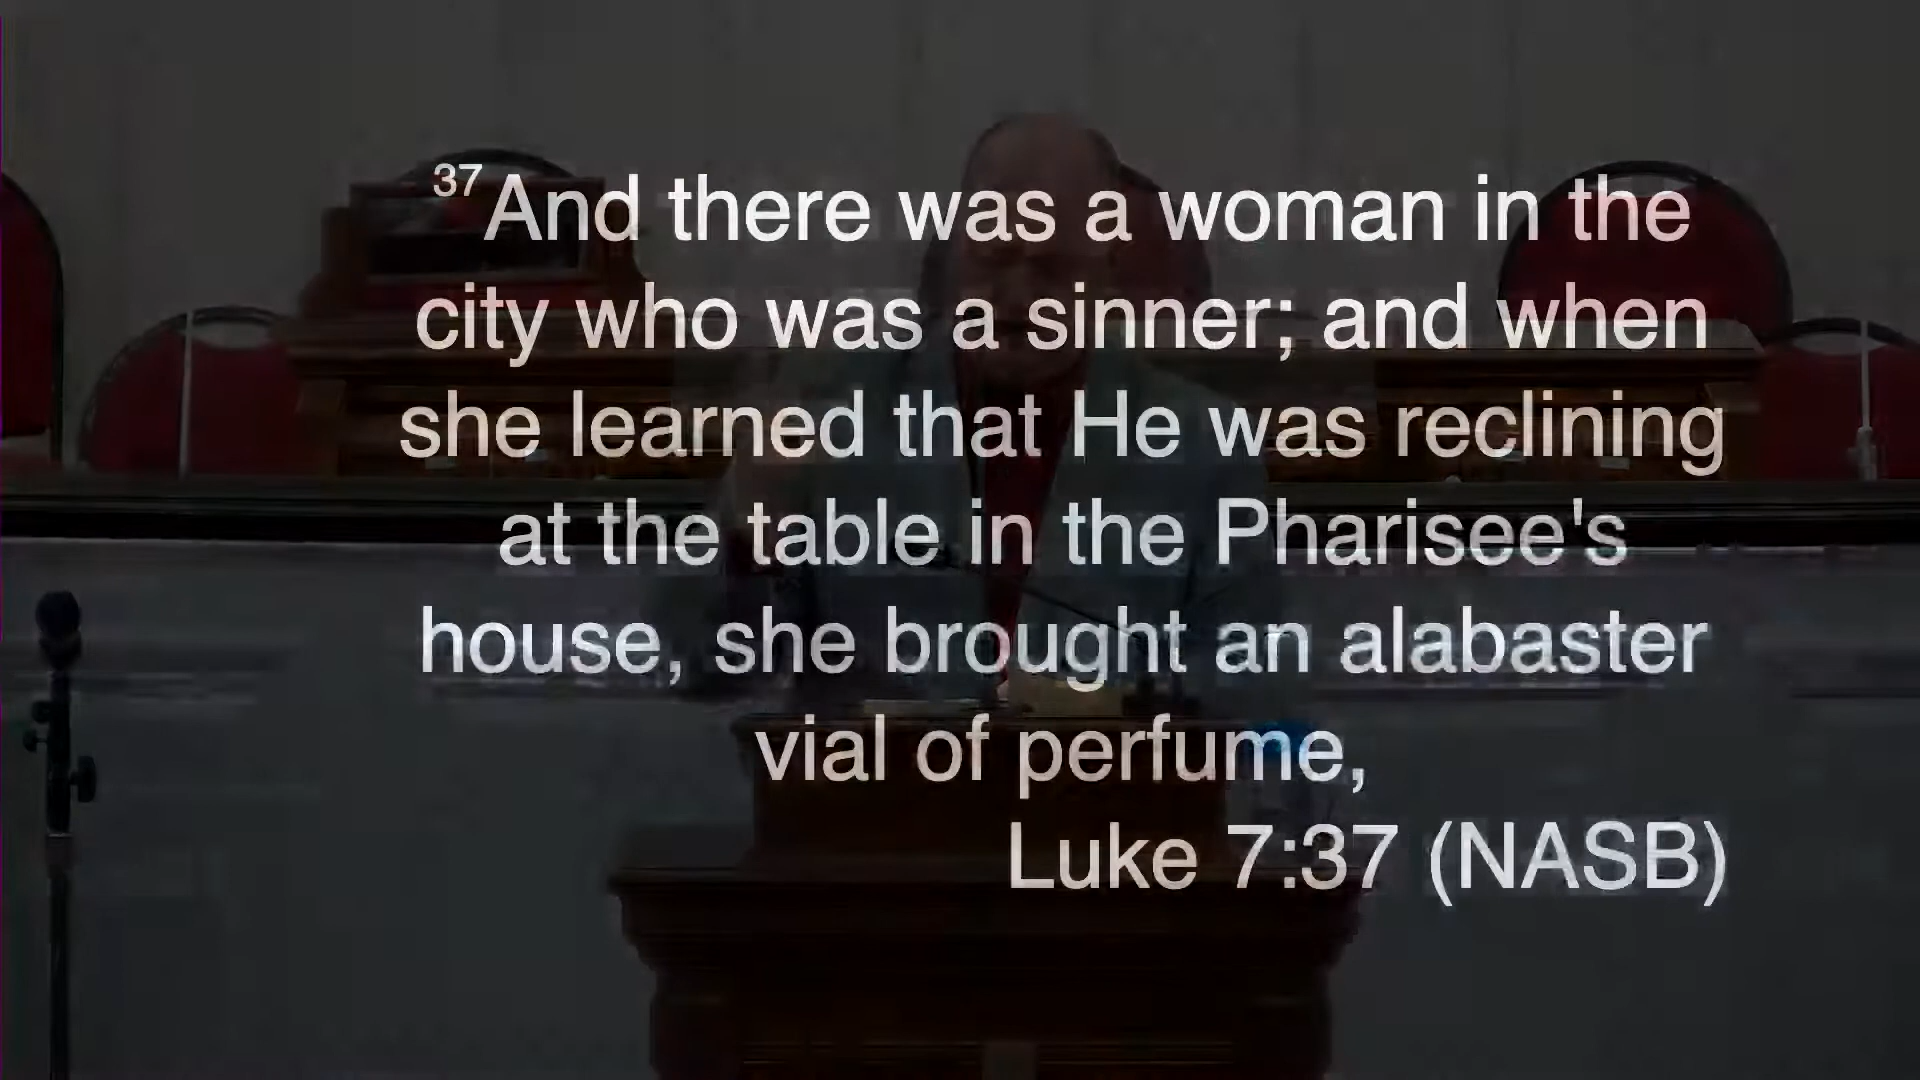 37And there was a woman in the
city who was a sinner; and when
she learned that He was reclining
at the table in the Pharisee's
house, she brought an alabaster
vial of perfume,
Luke 7:37 (NASB)